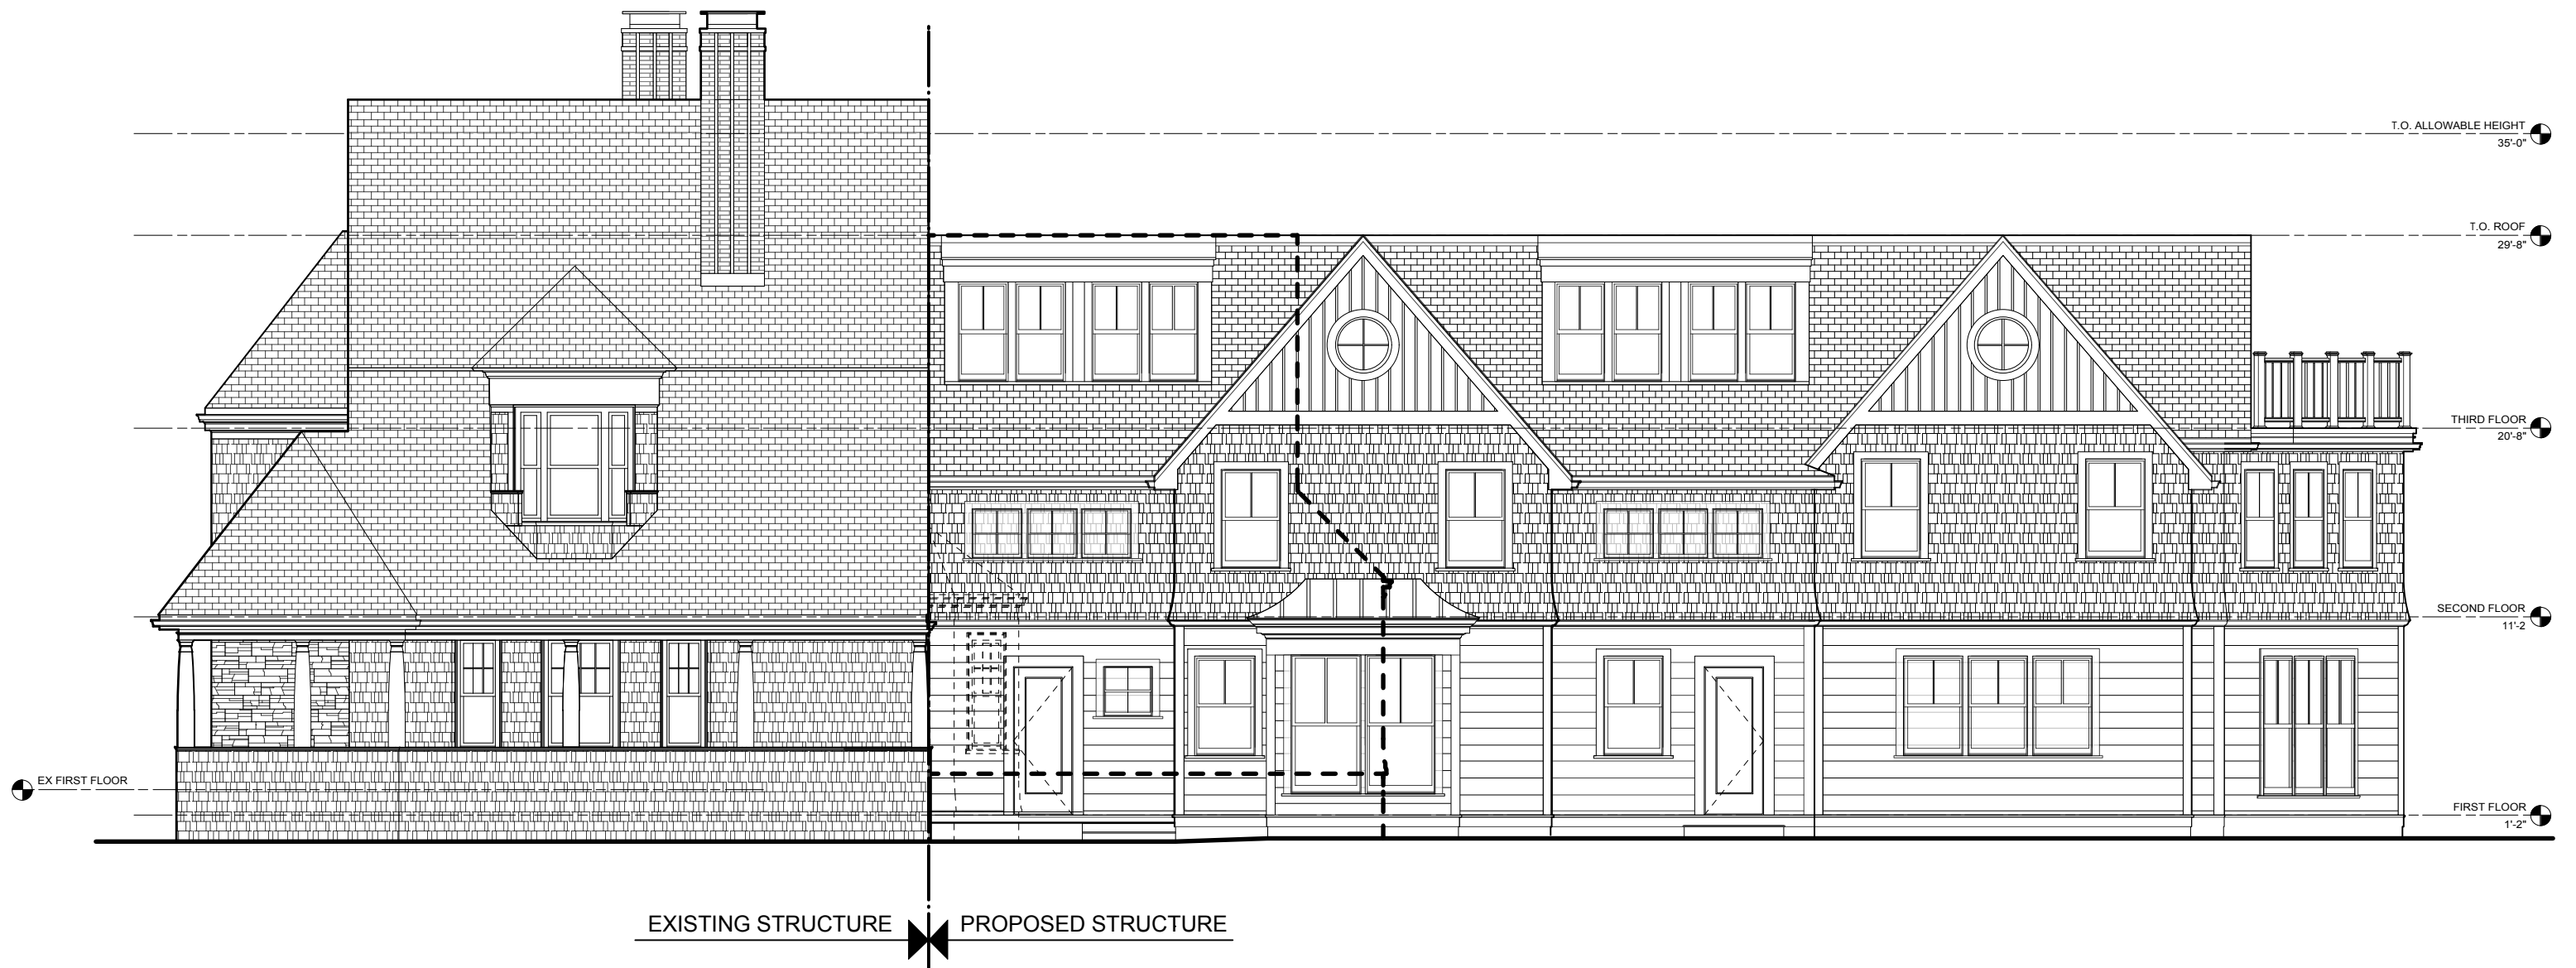 T.O. ALLOWABLE HEIGHT
35'-0"
T.O. ROOF
29'-8"
THIRD FLOOR
20'-8"
SECOND FLOOR
11'-2
EX FIRST FLOOR
FIRST FLOOR
1'-2"
EXISTING STRUCTURE
PROPOSED STRUCTURE